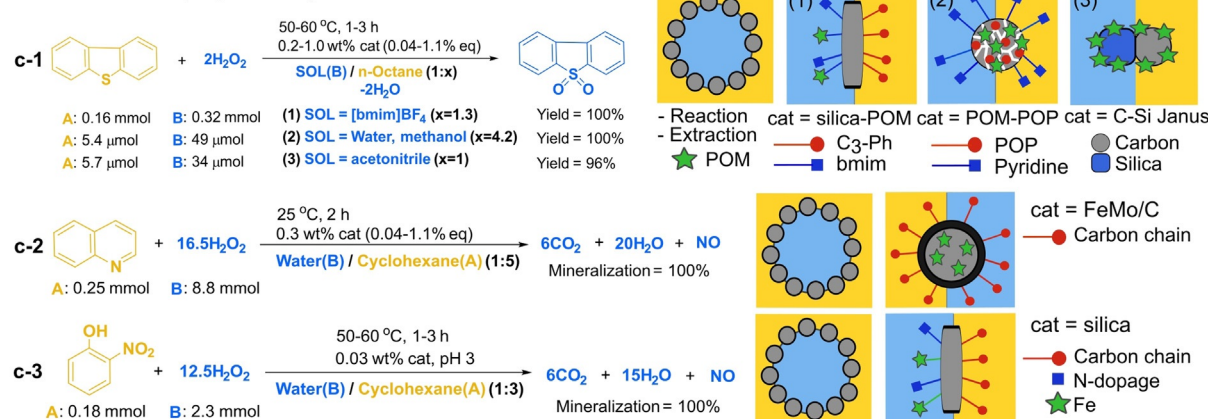 (1) (2) (3)
c-1 S + 2H₂O₂ 50-60 °C, 1-3 h
0.2-1.0 wt% cat (0.04-1.1% eq)
SOL(B) / n-Octane (1:x)
-2H₂O
S
O O
A: 0.16 mmol B: 0.32 mmol (1) SOL = [bmim]BF₄ (x=1.3) Yield = 100%
A: 5.4 μmol B: 49 μmol (2) SOL = Water, methanol (x=4.2) Yield = 100%
A: 5.7 μmol B: 34 μmol (3) SOL = acetonitrile (x=1) Yield = 96%
- Reaction
- Extraction
POM
cat = silica-POM
C₃-Ph
bmim
cat = POM-POP
POP
Pyridine
cat = C-Si Janus
Carbon
Silica
c-2 N + 16.5H₂O₂ 25 °C, 2 h
0.3 wt% cat (0.04-1.1% eq)
Water(B) / Cyclohexane(A) (1:5)
6CO₂ + 20H₂O + NO
Mineralization = 100%
A: 0.25 mmol B: 8.8 mmol
cat = FeMo/C
Carbon chain
c-3 OH NO₂ + 12.5H₂O₂ 50-60 °C, 1-3 h
0.03 wt% cat, pH 3
Water(B) / Cyclohexane(A) (1:3)
6CO₂ + 15H₂O + NO
Mineralization = 100%
A: 0.18 mmol B: 2.3 mmol
cat = silica
Carbon chain
N-dopage
Fe